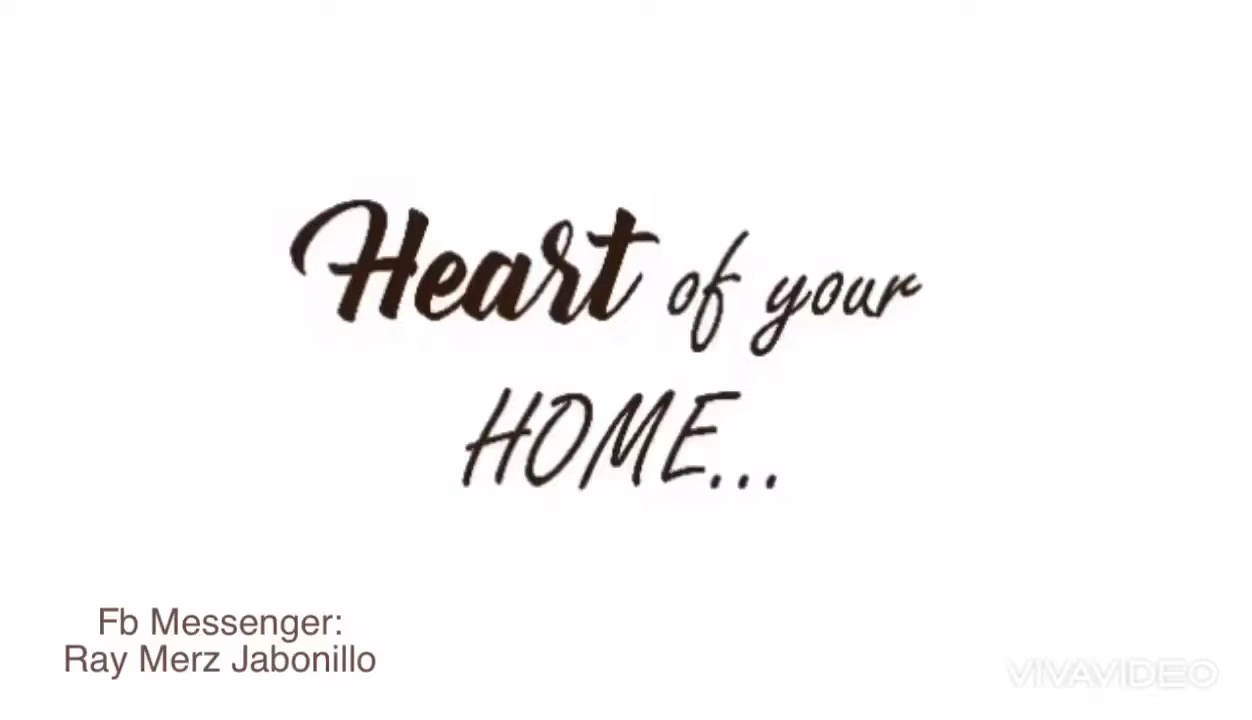 Heart of your
HOME...
Fb Messenger:
Ray Merz Jabonillo
VIVAVIDEO